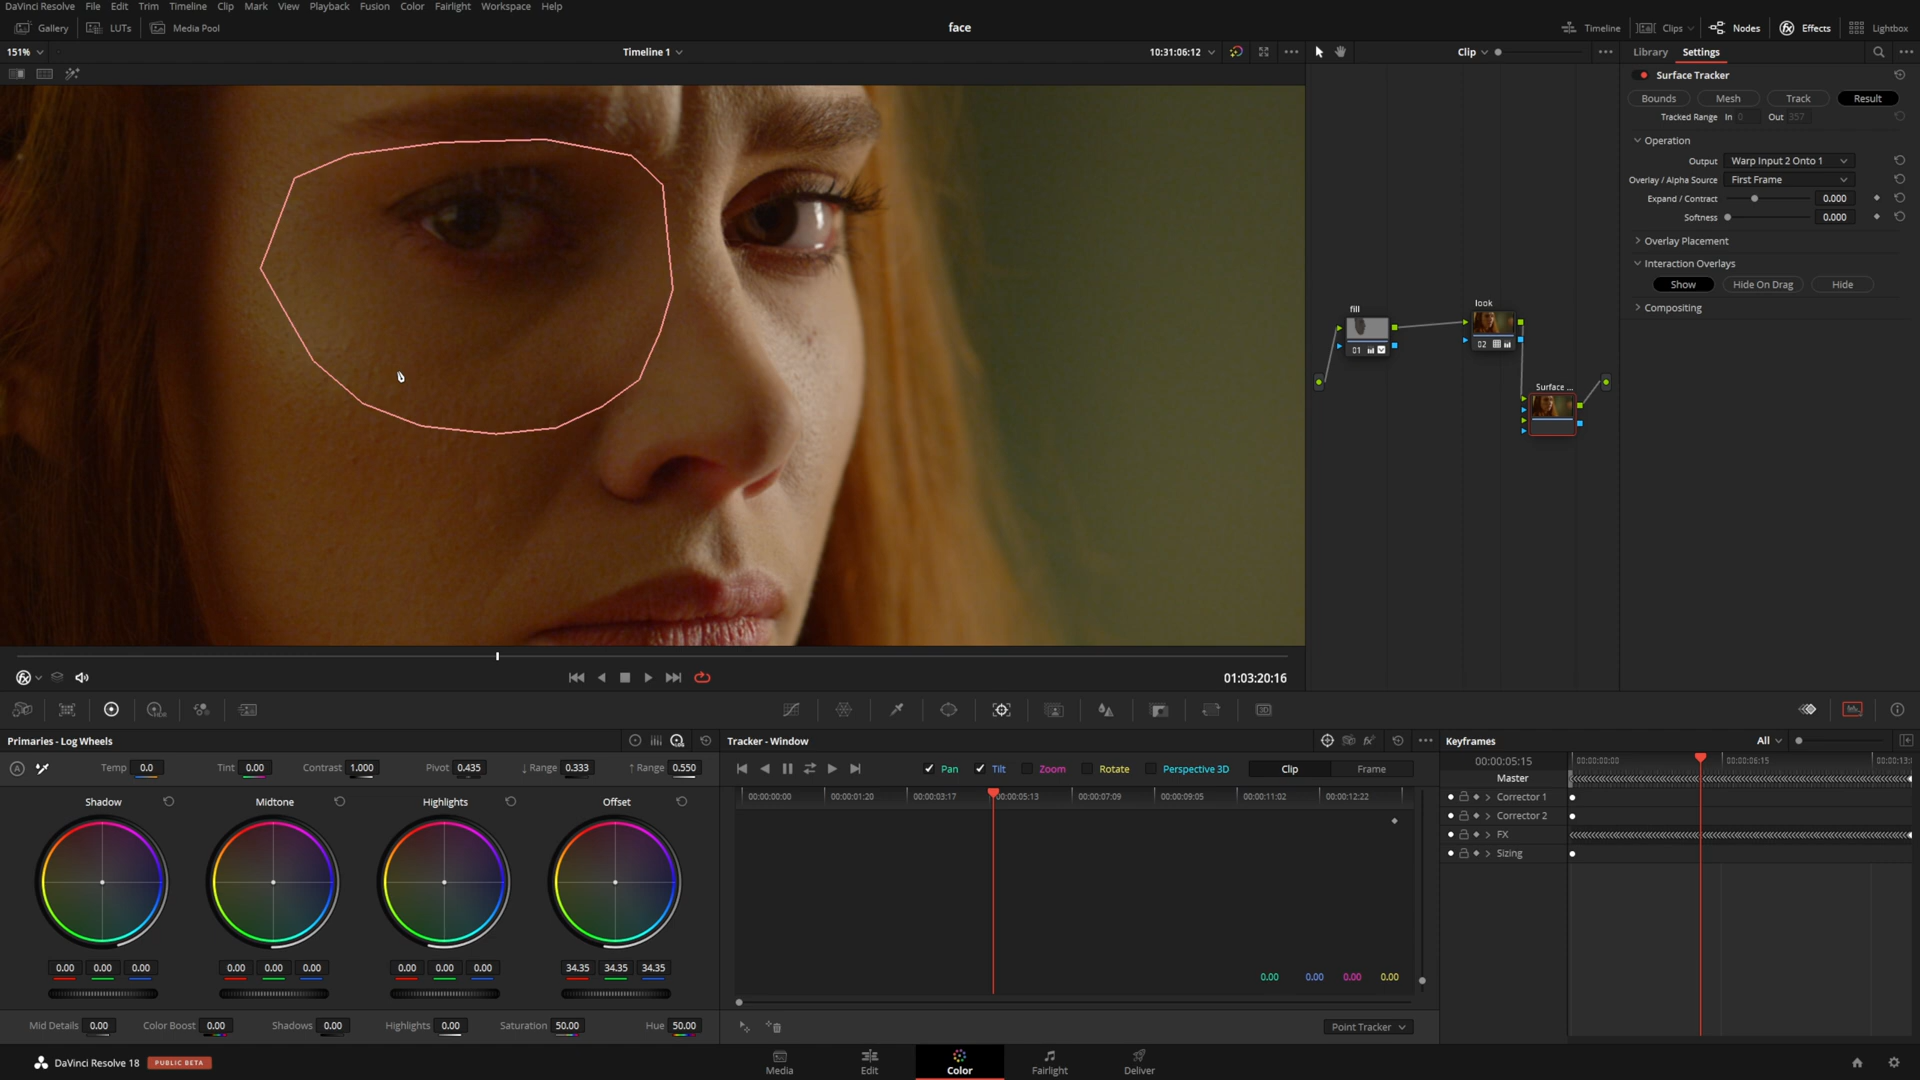 DaVinci Resolve File Edit Trim Timeline Clip Mark View Playback Fusion Color Fairlight Workspace Help
Gallery LUTs Media Pool face Timeline Clips Nodes Effects Lightbox
151% Timeline 1 10:31:06:12 Clip Library Settings
Surface Tracker
Bounds Mesh Track Result
Tracked Range In 0 Out 357
Operation
Output Warp Input 2 Onto 1
Overlay / Alpha Source First Frame
Expand / Contract 0.000
Softness 0.000
Overlay Placement
Interaction Overlays
Show Hide On Drag Hide
Compositing
fill
01
look
02
Surface ...
01:03:20:16
HDR
3D
Primaries - Log Wheels
Temp 0.0 Tint 0.00 Contrast 1.000 Pivot 0.435 ↓ Range 0.333 ↑ Range 0.550
Shadow Midtone Highlights Offset
0.00 0.00 0.00 0.00 0.00 0.00 0.00 0.00 0.00 34.35 34.35 34.35
Mid Details 0.00 Color Boost 0.00 Shadows 0.00 Highlights 0.00 Saturation 50.00 Hue 50.00
Tracker - Window
Pan Tilt Zoom Rotate Perspective 3D Clip Frame
00:00:00:00 00:00:01:20 00:00:03:17 00:00:05:13 00:00:07:09 00:00:09:05 00:00:11:02 00:00:12:22
0.00 0.00 0.00 0.00
Point Tracker
Keyframes All
00:00:05:15 00:00:00:00 00:00:06:15 00:00:13:
Master
Corrector 1
Corrector 2
FX
Sizing
DaVinci Resolve 18 PUBLIC BETA
Media Edit Color Fairlight Deliver